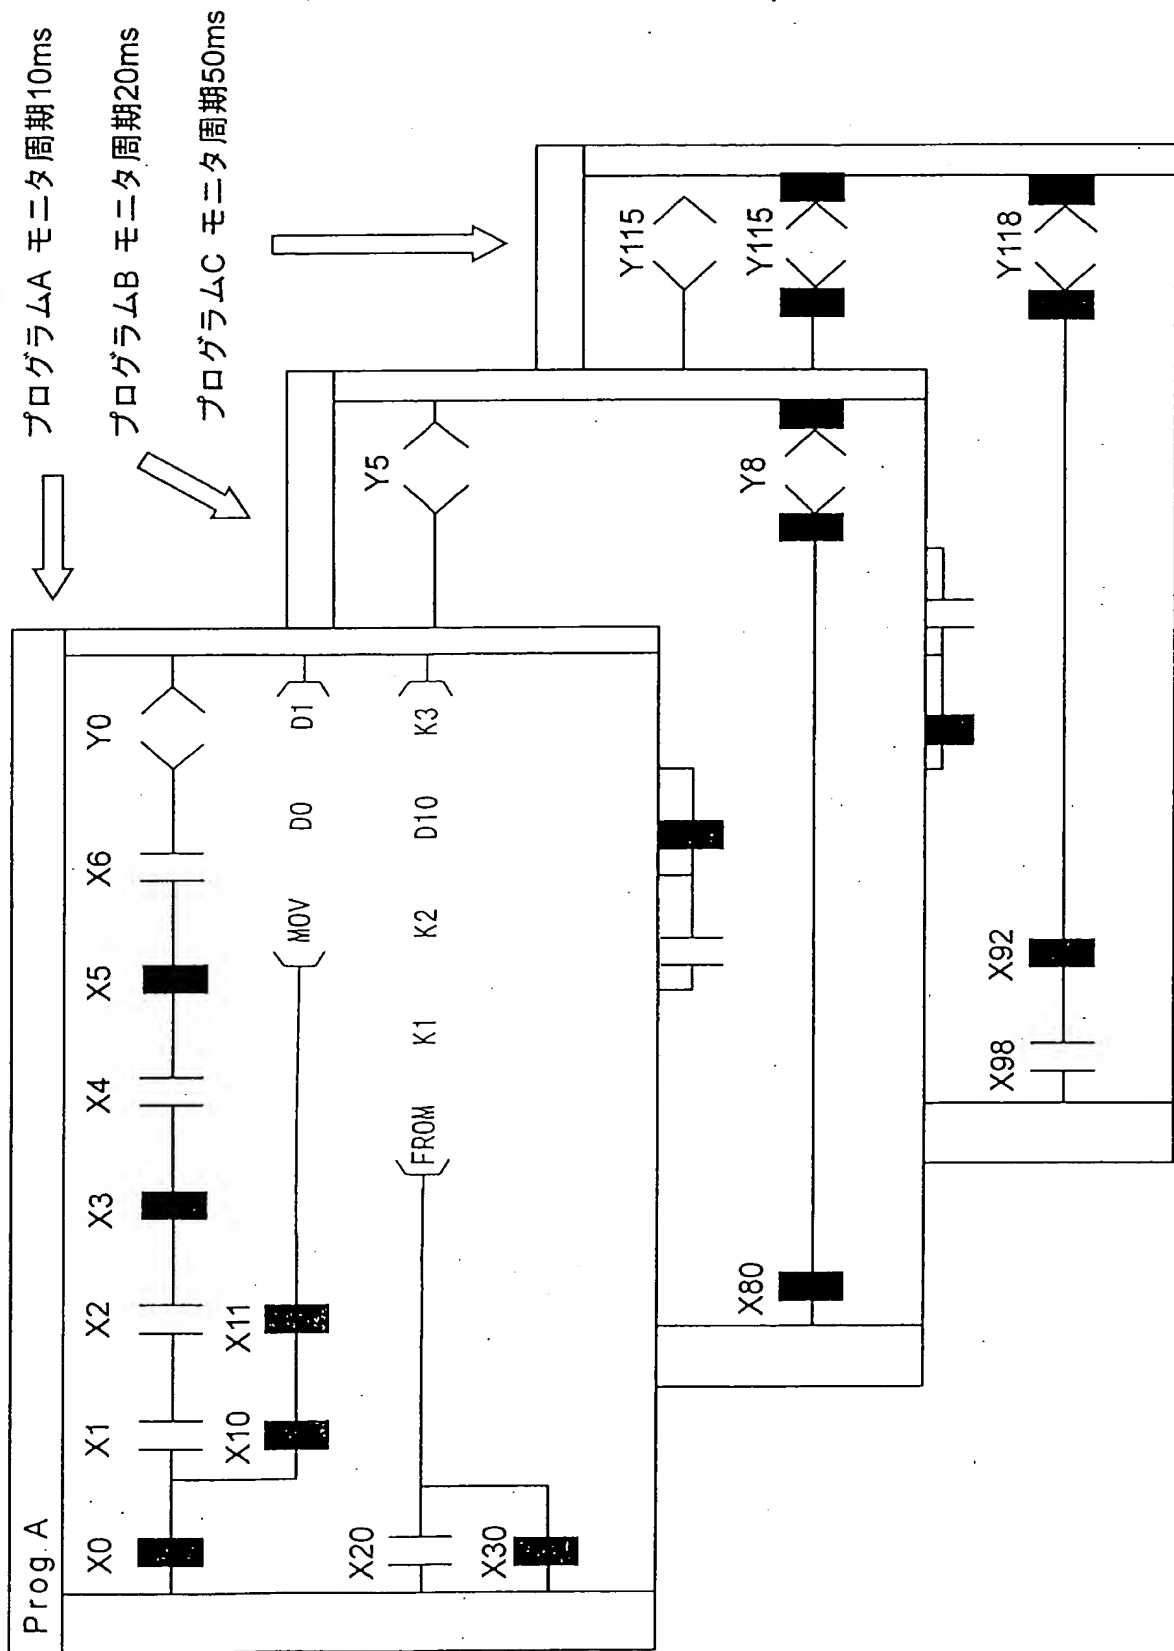 プログラムA モニタ周期10ms
プログラムB モニタ周期20ms
プログラムC モニタ周期50ms
Prog. A
X0 X1 X2 X3 X4 X5 X6 Y0
X10 X11 MOV D0 D1
X20 FROM K1 K2 D10 K3
X30
Y5
X80 Y8
Y115
Y115
X98 X92 Y118